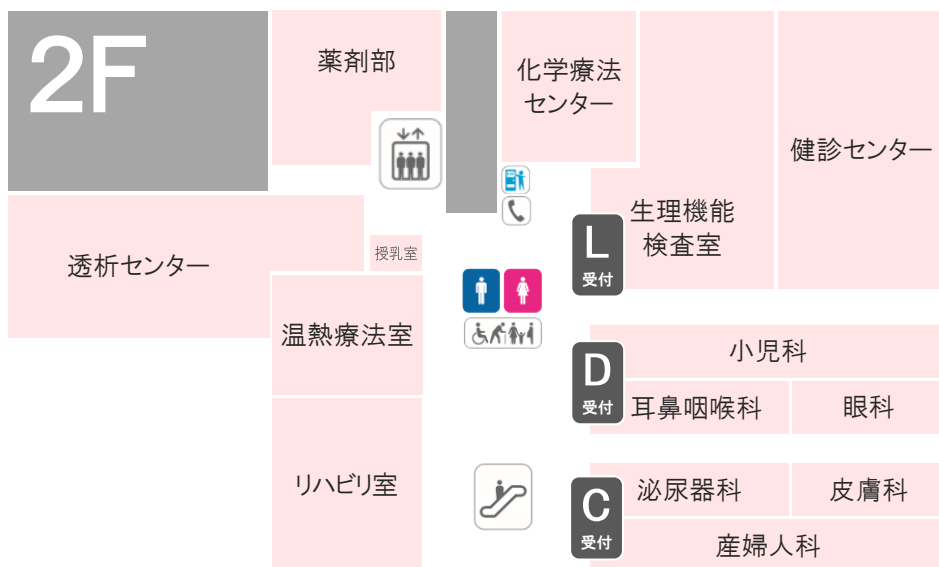 2F
薬剤部
化学療法
センター
健診センター
生理機能
検査室
L
受付
透析センター
授乳室
温熱療法室
小児科
D
受付
耳鼻咽喉科
眼科
リハビリ室
泌尿器科
皮膚科
C
受付
産婦人科